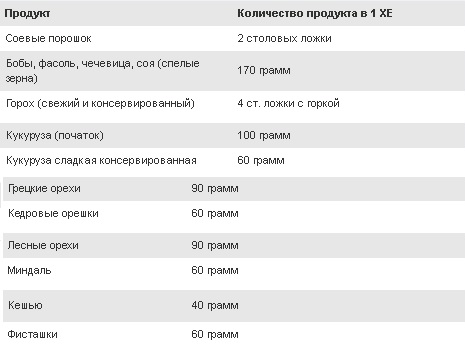 Продукт Количество продукта в 1 ХЕ
Соевые порошок 2 столовых ложки
Бобы, фасоль, чечевица, соя (спелые
зерна) 170 грамм
Горох (свежий и консервированный) 4 ст. ложки с горкой
Кукуруза (початок) 100 грамм
Кукуруза сладкая консервированная 60 грамм
Грецкие орехи 90 грамм
Кедровые орешки 60 грамм
Лесные орехи 90 грамм
Миндаль 60 грамм
Кешью 40 грамм
Фисташки 60 грамм